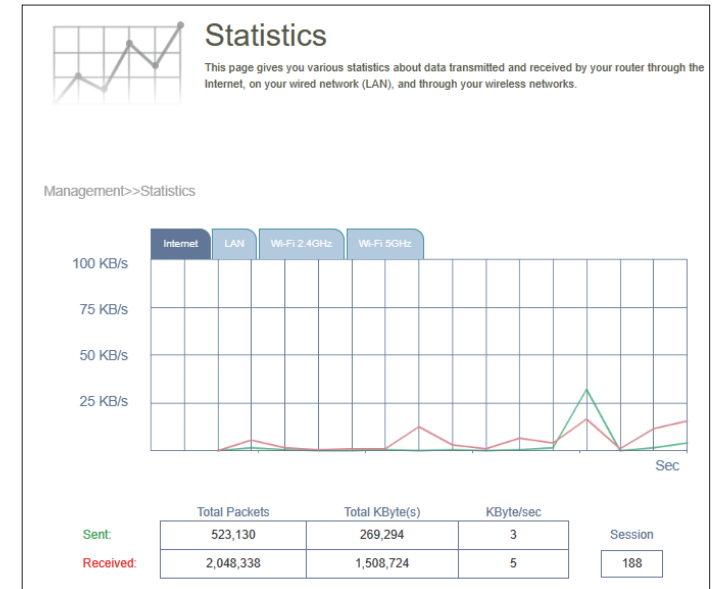 Statistics
This page gives you various statistics about data transmitted and received by your router through the
Internet, on your wired network (LAN), and through your wireless networks.
Management>>Statistics
Internet LAN Wi-Fi 2.4GHz Wi-Fi 5GHz
100 KB/s
75 KB/s
50 KB/s
25 KB/s
Sec
Total Packets Total KByte(s) KByte/sec
Sent: 523,130 269,294 3 Session
Received: 2,048,338 1,508,724 5 188